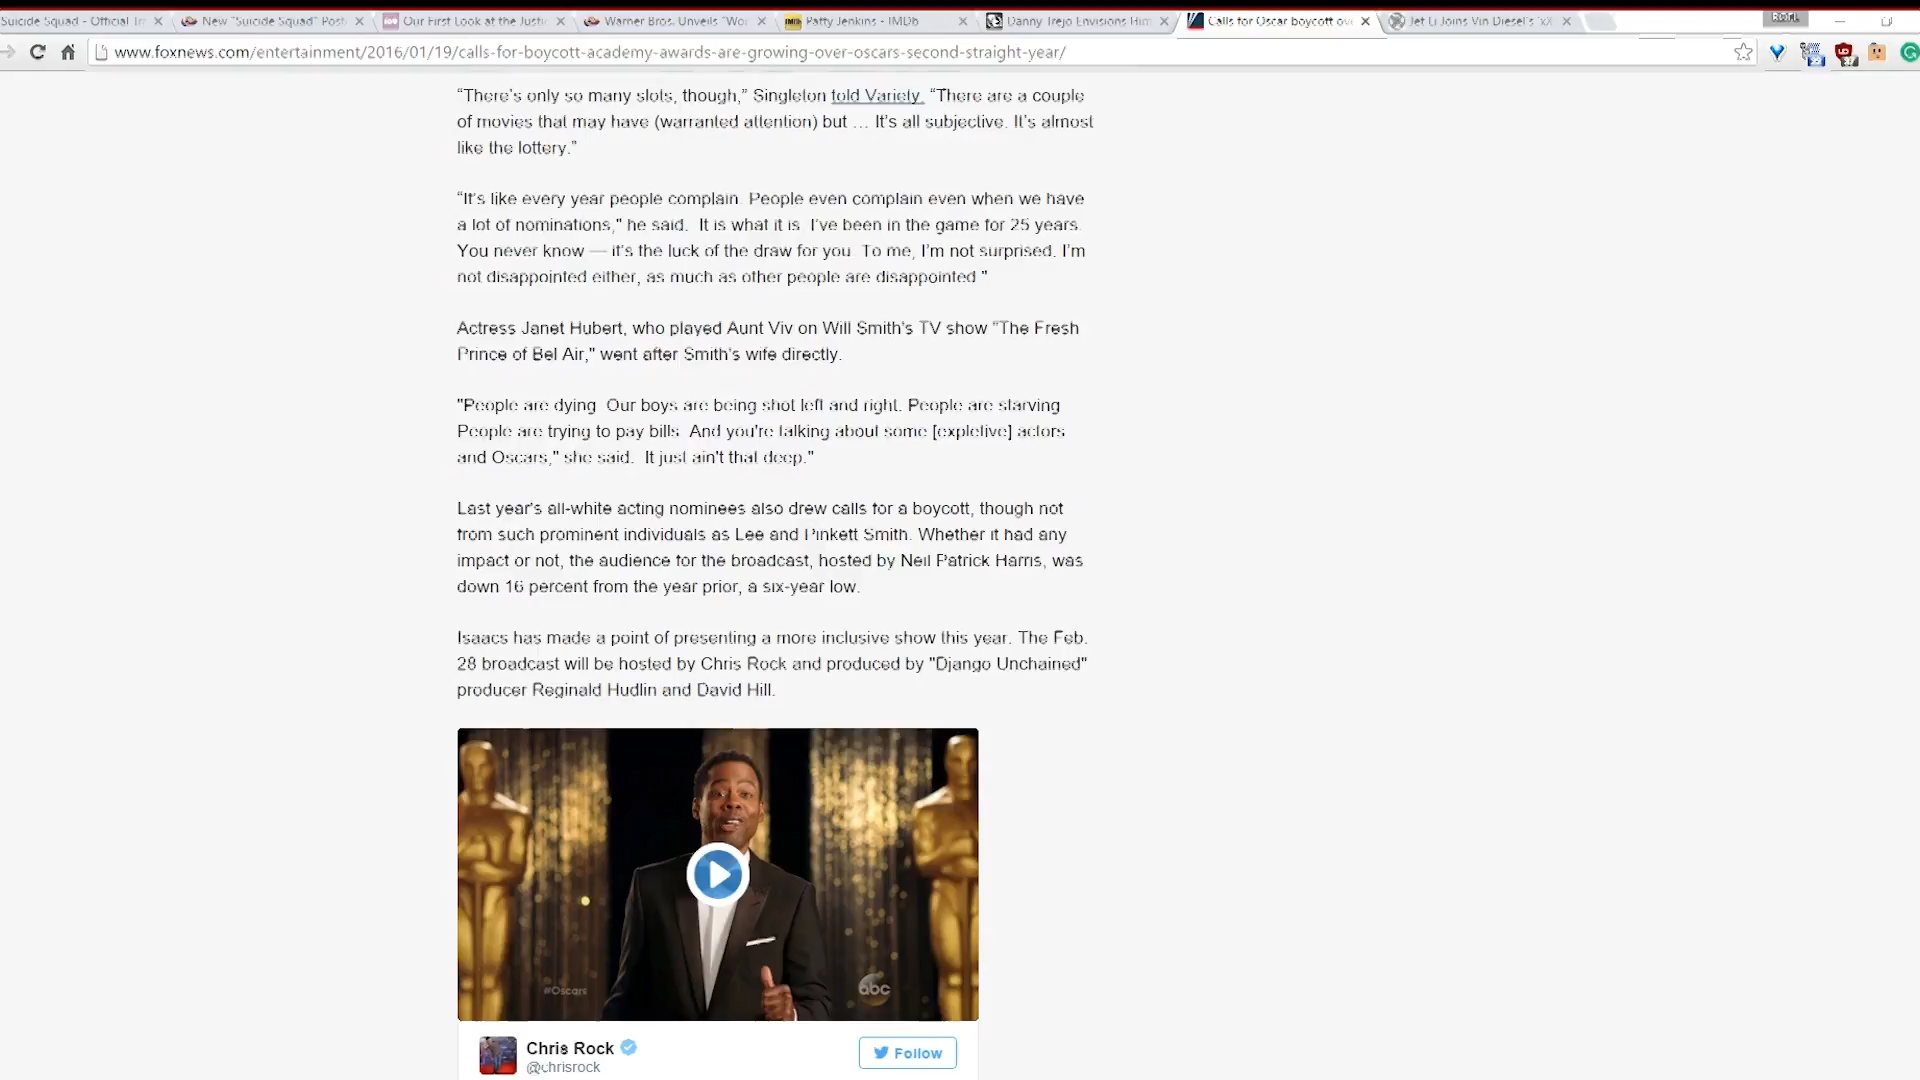 Suicide Squad - Official Tr
New "Suicide Squad" Post
Our First Look at the Justi
Warner Bros. Unveils "Wo
Patty Jenkins - IMDb
Danny Trejo Envisions Him
Calls for Oscar boycott ov
Jet Li Joins Vin Diesel's 'xX
www.foxnews.com/entertainment/2016/01/19/calls-for-boycott-academy-awards-are-growing-over-oscars-second-straight-year/
“There’s only so many slots, though,” Singleton told Variety. “There are a couple
of movies that may have (warranted attention) but … It’s all subjective. It’s almost
like the lottery.”
“It’s like every year people complain. People even complain even when we have
a lot of nominations,” he said. It is what it is. I’ve been in the game for 25 years.
You never know — it’s the luck of the draw for you. To me, I’m not surprised. I’m
not disappointed either, as much as other people are disappointed.”
Actress Janet Hubert, who played Aunt Viv on Will Smith’s TV show "The Fresh
Prince of Bel Air," went after Smith’s wife directly.
"People are dying. Our boys are being shot left and right. People are starving.
People are trying to pay bills. And you're talking about some [expletive] actors
and Oscars," she said. It just ain't that deep."
Last year's all-white acting nominees also drew calls for a boycott, though not
from such prominent individuals as Lee and Pinkett Smith. Whether it had any
impact or not, the audience for the broadcast, hosted by Neil Patrick Harris, was
down 16 percent from the year prior, a six-year low.
Isaacs has made a point of presenting a more inclusive show this year. The Feb.
28 broadcast will be hosted by Chris Rock and produced by "Django Unchained"
producer Reginald Hudlin and David Hill.
#Oscars
abc
Chris Rock
@chrisrock
Follow